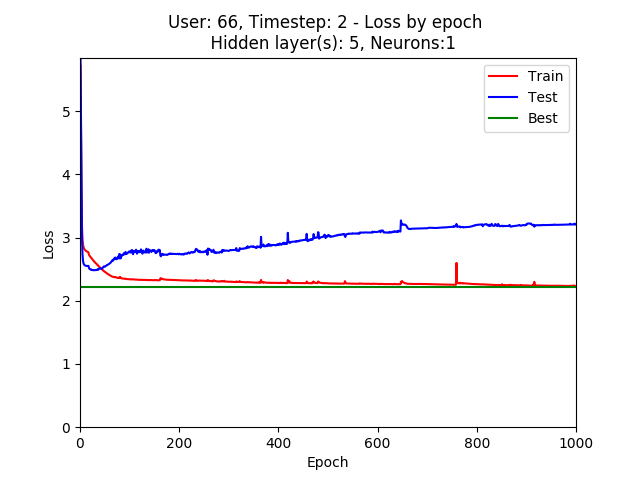 User: 66, Timestep: 2 - Loss by epoch
Hidden layer(s): 5, Neurons:1
Train
Test
Best
5
4
3
2
1
0
Loss
0 200 400 600 800 1000
Epoch